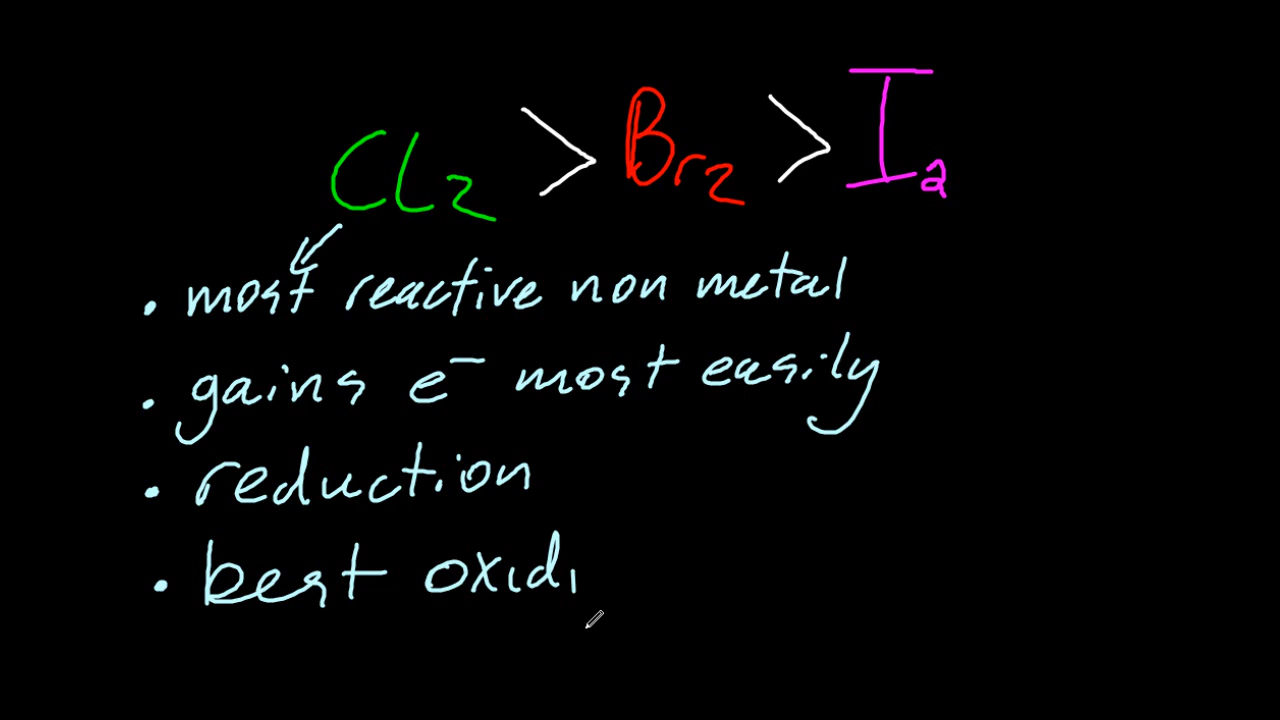 Cl₂ > Br₂ > I₂
• most reactive non metal
• gains e⁻ most easily
• reduction
• best oxidi